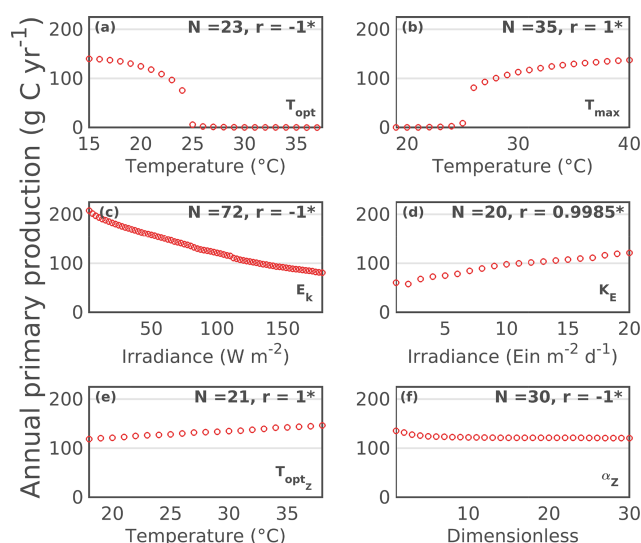 Annual primary production (g C yr⁻¹)
(a) N =23, r = -1*
200
100
0
T_opt
15 20 25 30 35
Temperature (°C)
(b) N =35, r = 1*
200
100
0
T_max
20 30 40
Temperature (°C)
(c) N =72, r = -1*
200
100
0
E_k
50 100 150
Irradiance (W m⁻²)
(d) N =20, r = 0.9985*
200
100
0
K_E
5 10 15 20
Irradiance (Ein m⁻² d⁻¹)
(e) N =21, r = 1*
200
100
0
T_opt_Z
20 25 30 35
Temperature (°C)
(f) N =30, r = -1*
200
100
0
α_Z
10 20 30
Dimensionless